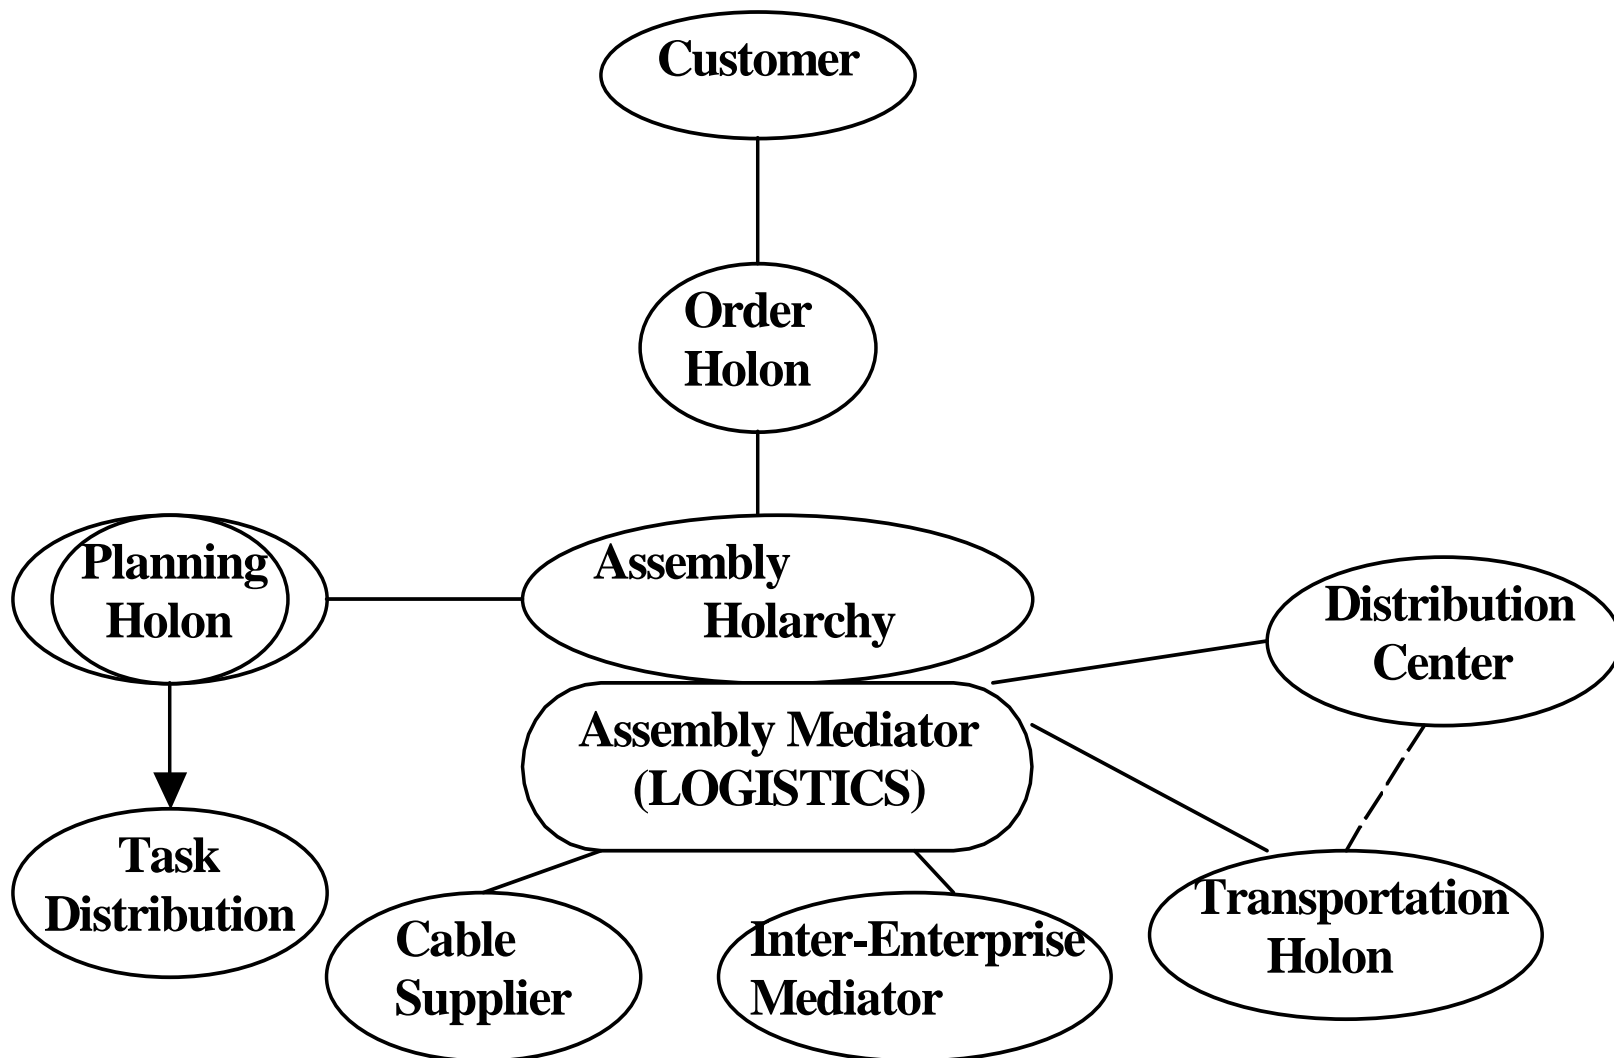 Customer
Order
Holon
Planning
Holon
Assembly
Holarchy
Distribution
Center
Assembly Mediator
(LOGISTICS)
Task
Distribution
Cable
Supplier
Inter-Enterprise
Mediator
Transportation
Holon